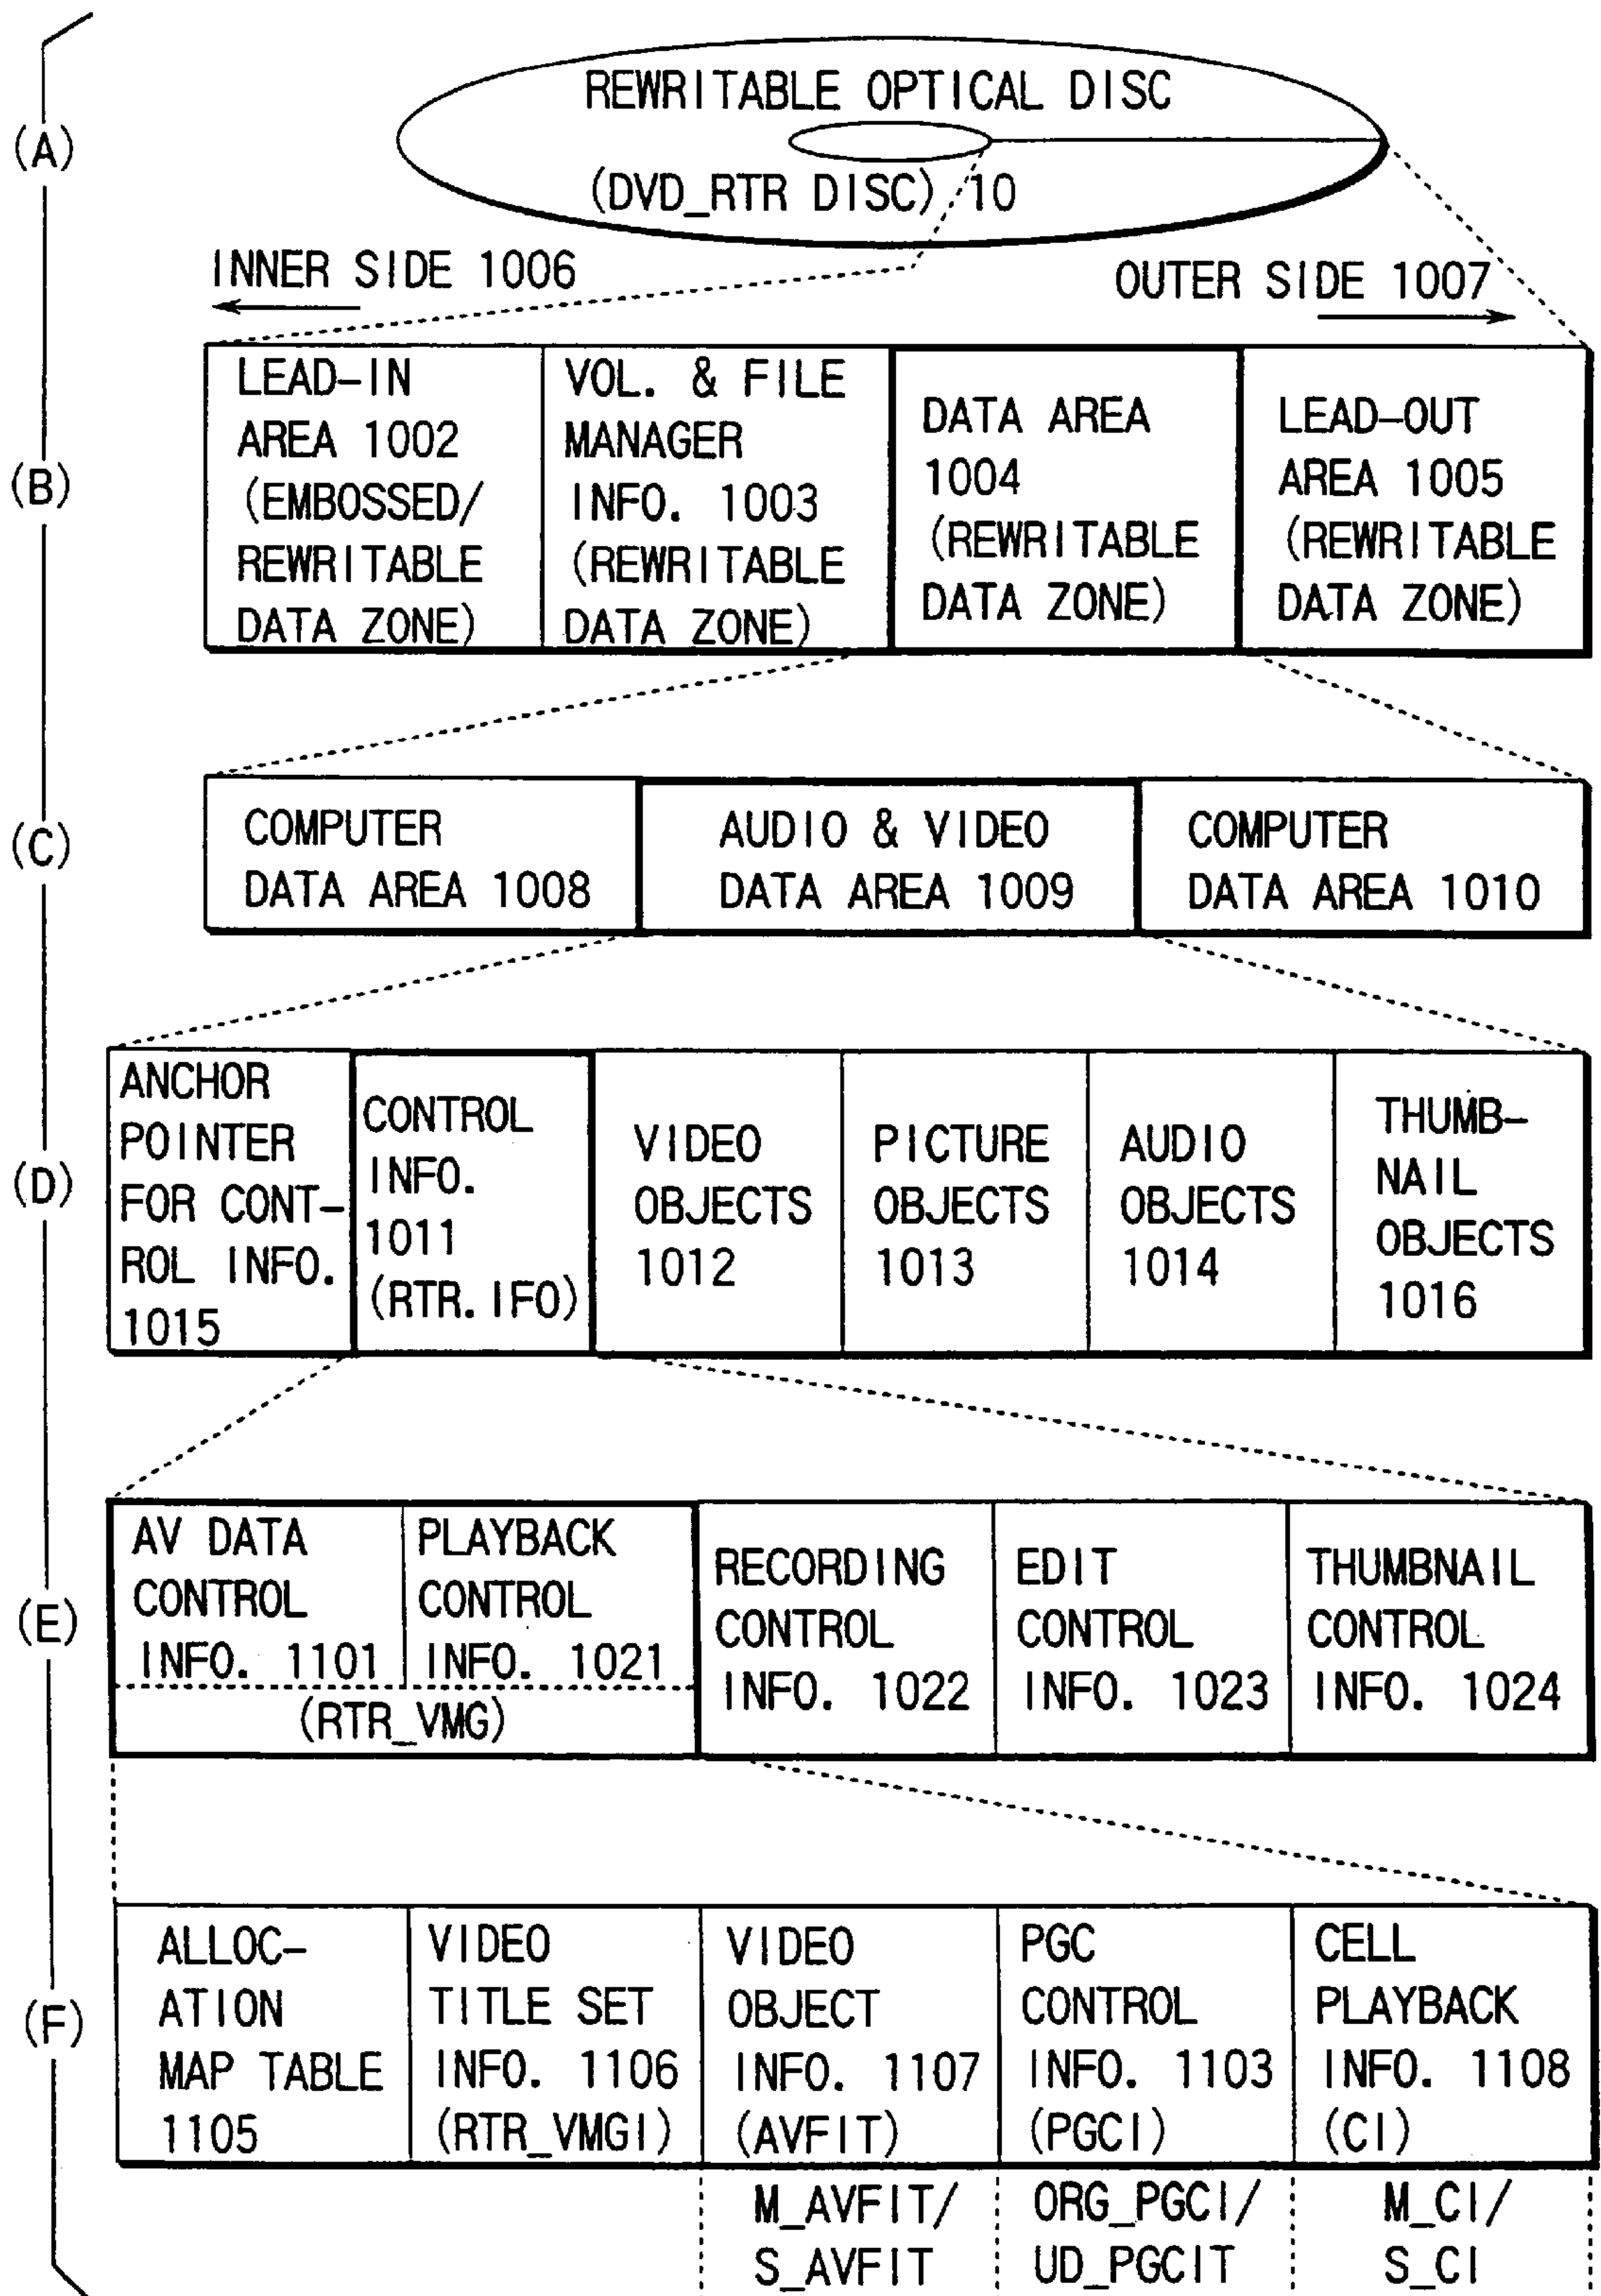 (A)
REWRITABLE OPTICAL DISC
(DVD_RTR DISC) 10
INNER SIDE 1006
OUTER SIDE 1007
(B)
LEAD-IN
AREA 1002
(EMBOSSED/
REWRITABLE
DATA ZONE)
VOL. & FILE
MANAGER
INFO. 1003
(REWRITABLE
DATA ZONE)
DATA AREA
1004
(REWRITABLE
DATA ZONE)
LEAD-OUT
AREA 1005
(REWRITABLE
DATA ZONE)
(C)
COMPUTER
DATA AREA 1008
AUDIO & VIDEO
DATA AREA 1009
COMPUTER
DATA AREA 1010
(D)
ANCHOR
POINTER
FOR CONT-
ROL INFO.
1015
CONTROL
INFO.
1011
(RTR.IFO)
VIDEO
OBJECTS
1012
PICTURE
OBJECTS
1013
AUDIO
OBJECTS
1014
THUMB-
NAIL
OBJECTS
1016
(E)
AV DATA
CONTROL
INFO. 1101
PLAYBACK
CONTROL
INFO. 1021
(RTR_VMG)
RECORDING
CONTROL
INFO. 1022
EDIT
CONTROL
INFO. 1023
THUMBNAIL
CONTROL
INFO. 1024
(F)
ALLOC-
ATION
MAP TABLE
1105
VIDEO
TITLE SET
INFO. 1106
(RTR_VMGI)
VIDEO
OBJECT
INFO. 1107
(AVFIT)
PGC
CONTROL
INFO. 1103
(PGCI)
CELL
PLAYBACK
INFO. 1108
(CI)
M_AVFIT/
S_AVFIT
ORG_PGCI/
UD_PGCIT
M_CI/
S_CI